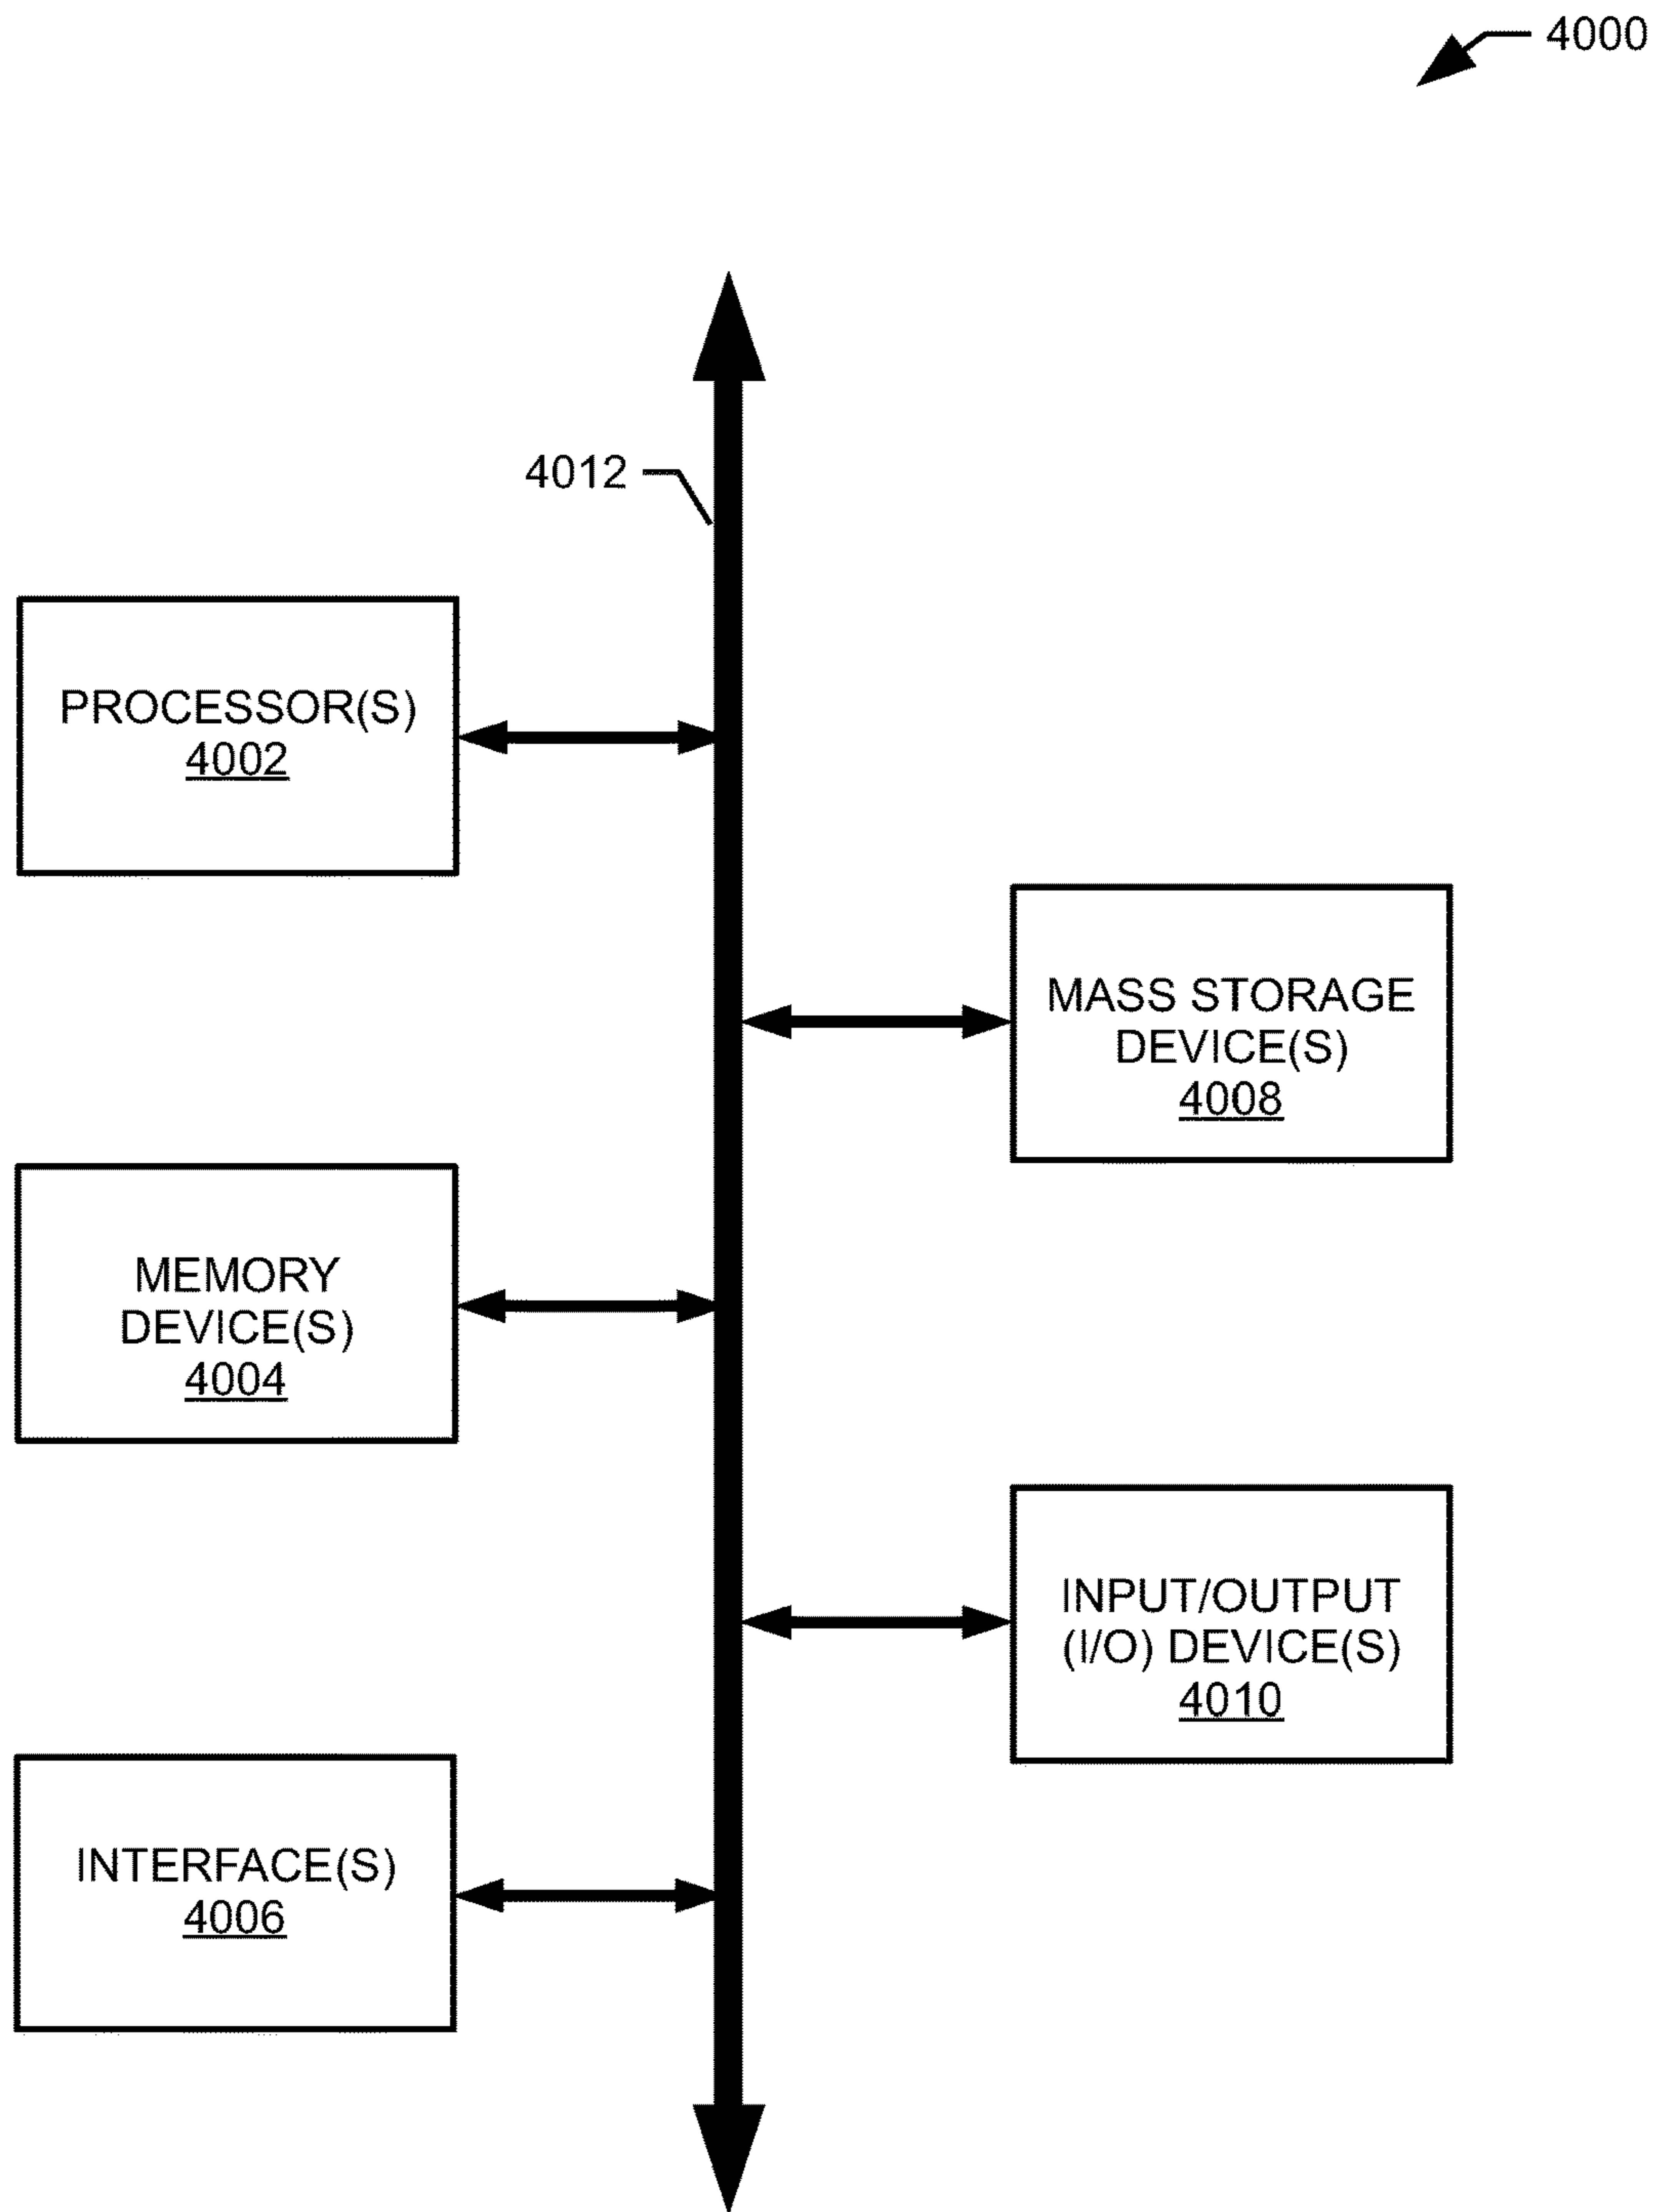 4000
4012
PROCESSOR(S)
4002
MASS STORAGE
DEVICE(S)
4008
MEMORY
DEVICE(S)
4004
INPUT/OUTPUT
(I/O) DEVICE(S)
4010
INTERFACE(S)
4006